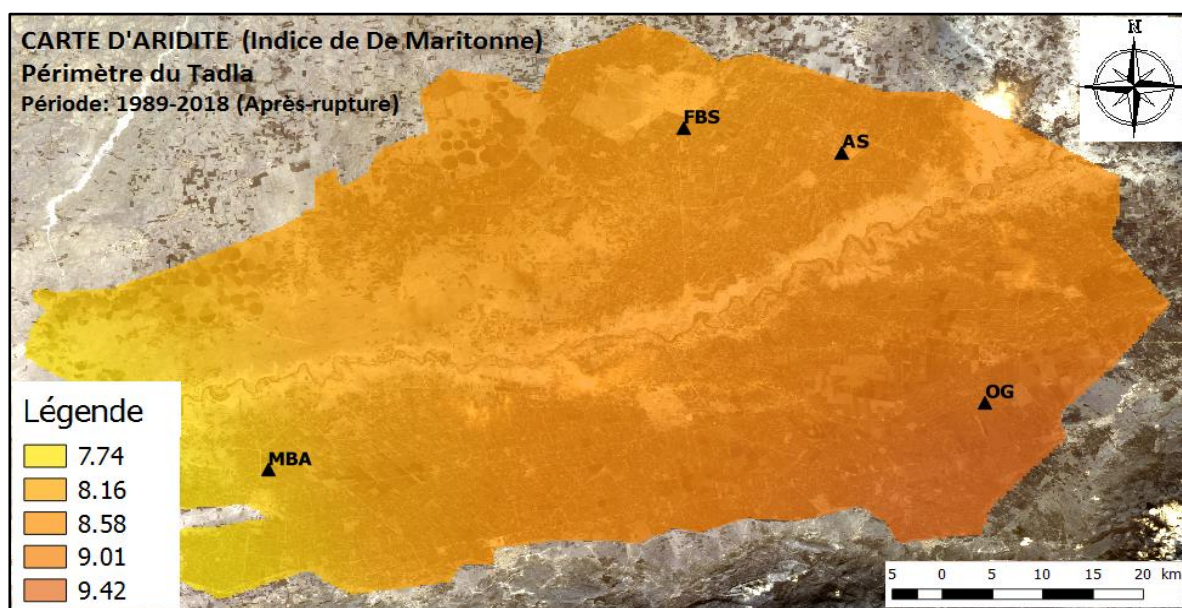 CARTE D'ARIDITE (Indice de De Maritonne)
Périmètre du Tadla
Période: 1989-2018 (Après-rupture)
N
FBS
AS
OG
MBA
Légende
7.74
8.16
8.58
9.01
9.42
5 0 5 10 15 20 km